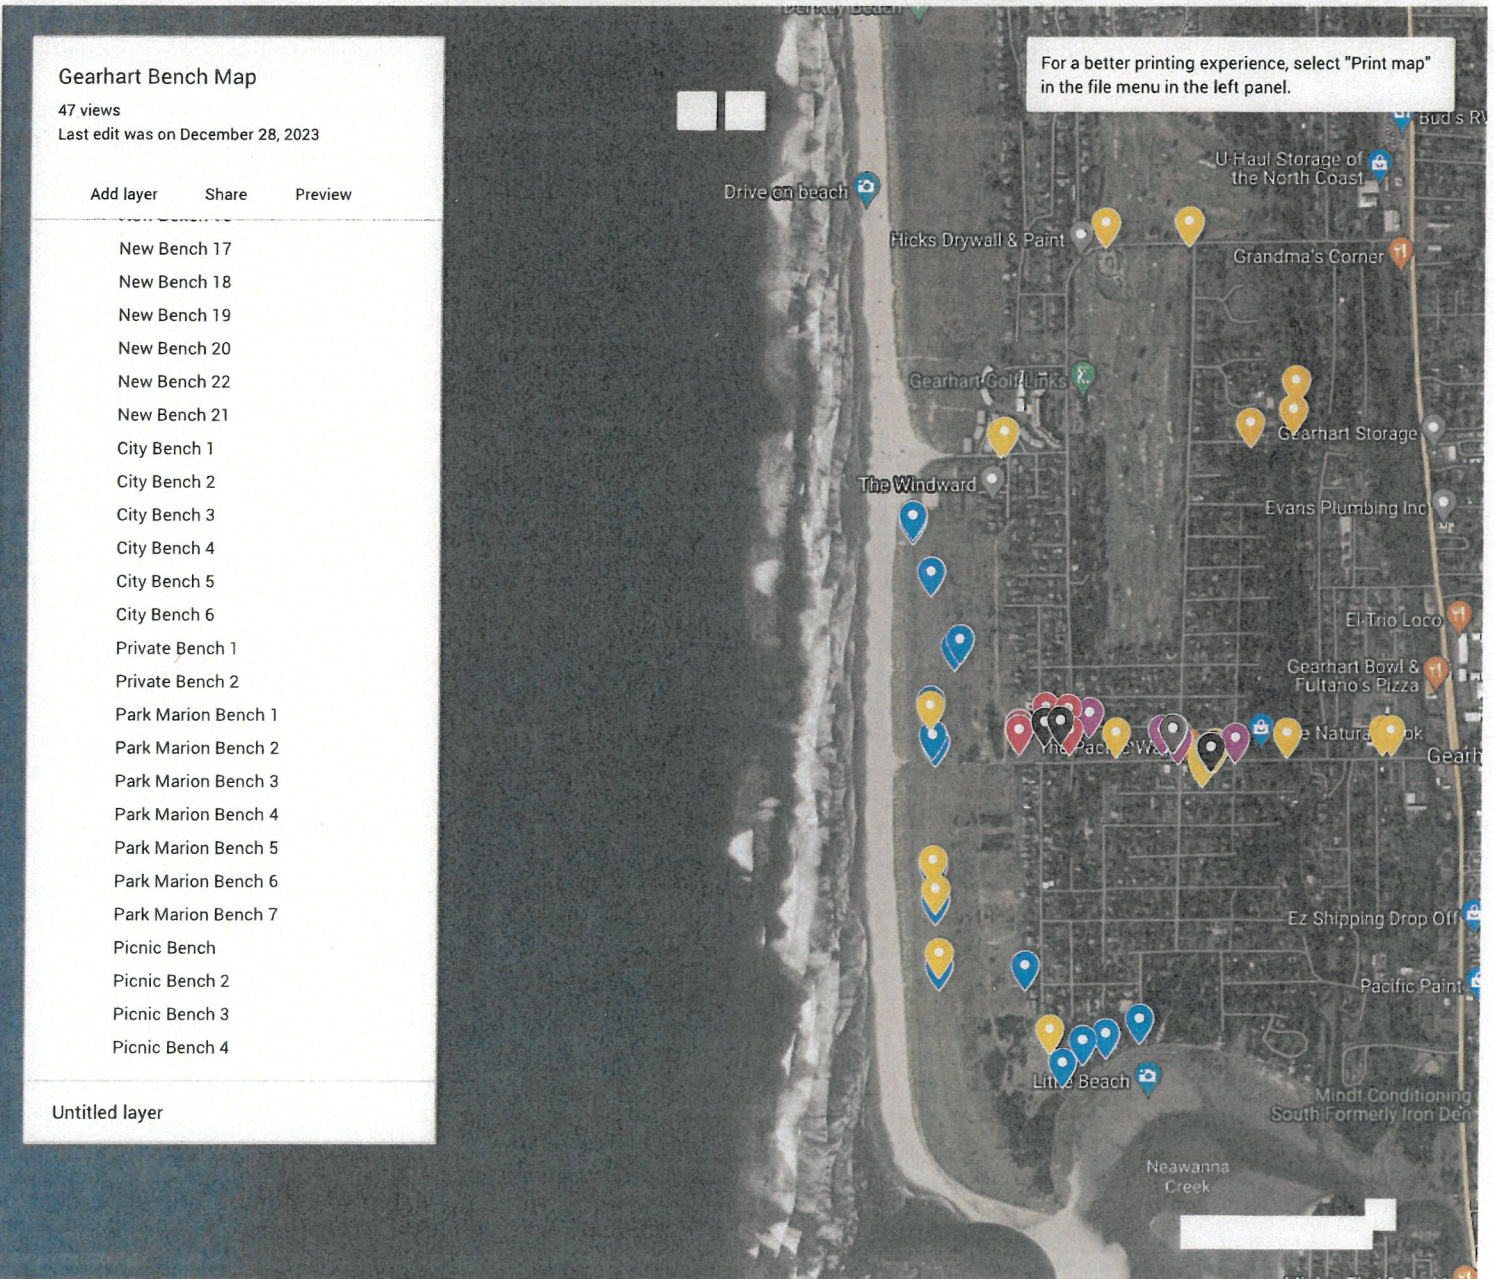 Gearhart Bench Map
47 views
Last edit was on December 28, 2023
Add layer Share Preview
New Bench 17
New Bench 18
New Bench 19
New Bench 20
New Bench 22
New Bench 21
City Bench 1
City Bench 2
City Bench 3
City Bench 4
City Bench 5
City Bench 6
Private Bench 1
Private Bench 2
Park Marion Bench 1
Park Marion Bench 2
Park Marion Bench 3
Park Marion Bench 4
Park Marion Bench 5
Park Marion Bench 6
Park Marion Bench 7
Picnic Bench
Picnic Bench 2
Picnic Bench 3
Picnic Bench 4
Untitled layer
For a better printing experience, select "Print map"
in the file menu in the left panel.
Beach
Bud's RV
U-Haul Storage of
the North Coast
Drive on beach
Hicks Drywall & Paint
Grandma's Corner
Gearhart Golf Links
Gearhart Storage
The Windward
Evans Plumbing Inc
El Trio Loco
Gearhart Bowl &
Fultano's Pizza
Gearh
Ez Shipping Drop Off
Pacific Paint
Little Beach
Mindt Conditioning
South Formerly Iron Den
Neawanna
Creek